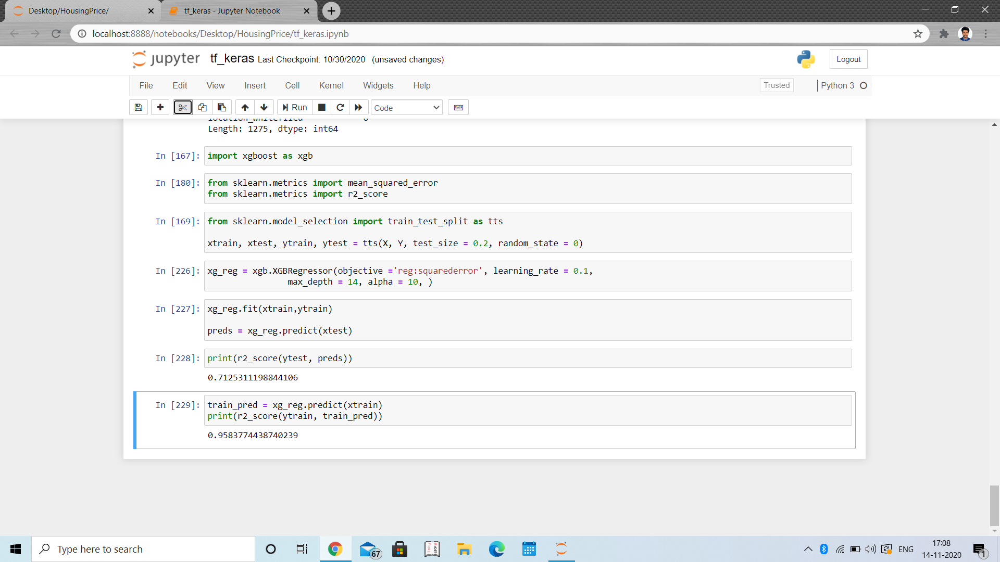 Desktop/HousingPrice/
tf_keras - Jupyter Notebook
localhost:8888/notebooks/Desktop/HousingPrice/tf_keras.ipynb
jupyter tf_keras Last Checkpoint: 10/30/2020 (unsaved changes)
Logout
File Edit View Insert Cell Kernel Widgets Help
Trusted
Python 3
Run
Code
Length: 1275, dtype: int64
In [167]: import xgboost as xgb
In [180]: from sklearn.metrics import mean_squared_error
from sklearn.metrics import r2_score
In [169]: from sklearn.model_selection import train_test_split as tts
xtrain, xtest, ytrain, ytest = tts(X, Y, test_size = 0.2, random_state = 0)
In [226]: xg_reg = xgb.XGBRegressor(objective ='reg:squarederror', learning_rate = 0.1,
max_depth = 14, alpha = 10, )
In [227]: xg_reg.fit(xtrain,ytrain)
preds = xg_reg.predict(xtest)
In [228]: print(r2_score(ytest, preds))
0.7125311198844106
In [229]: train_pred = xg_reg.predict(xtrain)
print(r2_score(ytrain, train_pred))
0.9583774438740239
Type here to search
67
Tally
ERP9
ENG
17:08
14-11-2020
1